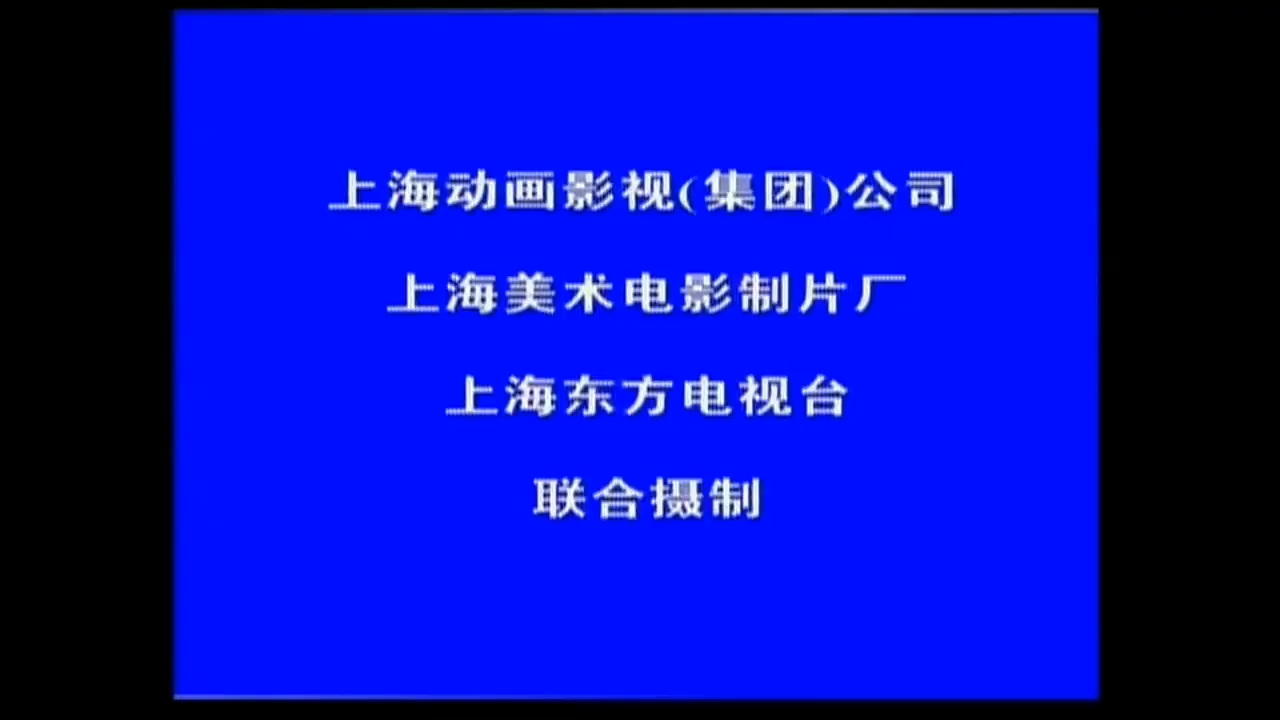 上海动画影视(集团)公司
上海美术电影制片厂
上海东方电视台
联合摄制